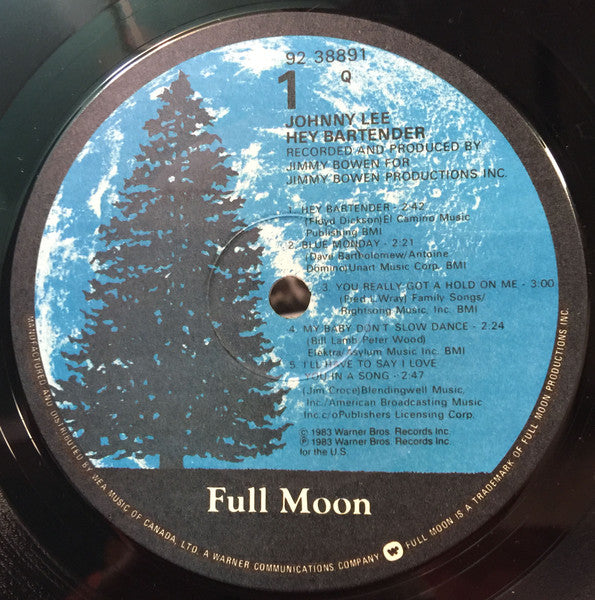 92 38891
1 Q
JOHNNY LEE
HEY BARTENDER
RECORDED AND PRODUCED BY
JIMMY BOWEN FOR
JIMMY BOWEN PRODUCTIONS INC.
1. HEY BARTENDER - 2:42
(Floyd Dickson) El Camino Music
Publishing BMI
2. BLUE MONDAY - 2:21
(Dave Bartholomew/Antoine
Domino) Unart Music Corp. BMI
3. YOU REALLY GOT A HOLD ON ME - 3:00
(Fred L Wray) Family Songs/
Rightsong Music, Inc. BMI
4. MY BABY DON'T SLOW DANCE - 2:24
(Bill Lamb Peter Wood)
Elektra/Asylum Music Inc. BMI
5. I'LL HAVE TO SAY I LOVE
YOU IN A SONG - 2:47
(Jim Croce) Blendingwell Music,
Inc./American Broadcasting Music
Inc.c/oPublishers Licensing Corp.
© 1983 Warner Bros. Records Inc.
℗ 1983 Warner Bros. Records Inc.
for the U.S.
Full Moon
MANUFACTURED AND DISTRIBUTED BY WEA MUSIC OF CANADA, LTD. A WARNER COMMUNICATIONS COMPANY W FULL MOON IS A TRADEMARK OF FULL MOON PRODUCTIONS INC.